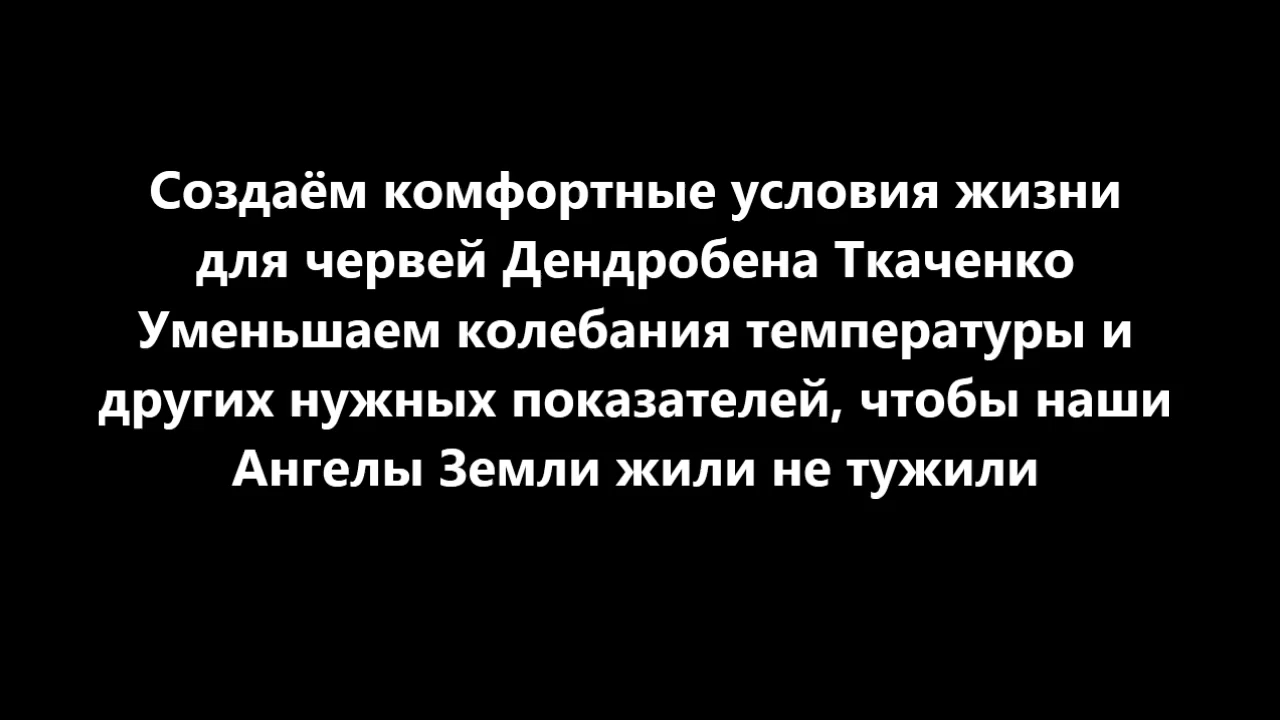 Создаём комфортные условия жизни
для червей Дендробена Ткаченко
Уменьшаем колебания температуры и
других нужных показателей, чтобы наши
Ангелы Земли жили не тужили